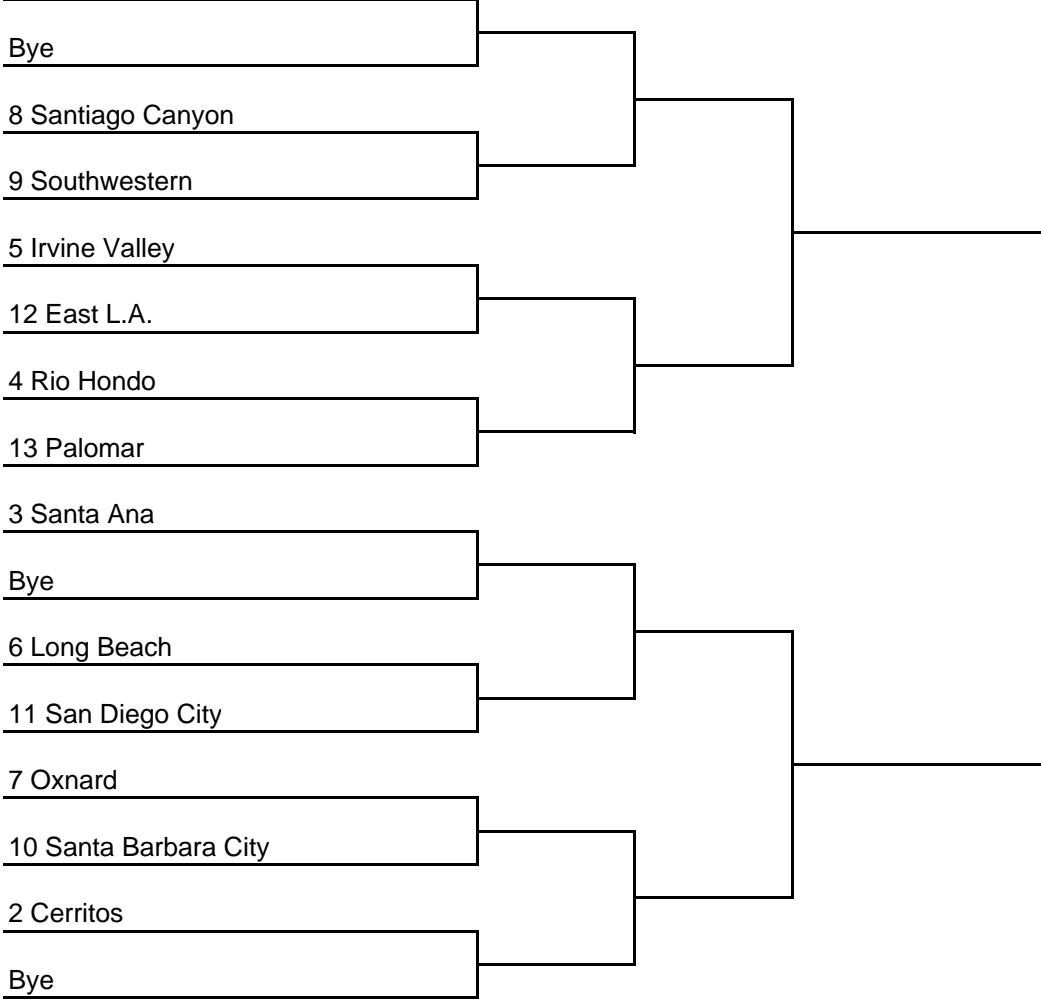 Bye
8 Santiago Canyon
9 Southwestern
5 Irvine Valley
12 East L.A.
4 Rio Hondo
13 Palomar
3 Santa Ana
Bye
6 Long Beach
11 San Diego City
7 Oxnard
10 Santa Barbara City
2 Cerritos
Bye